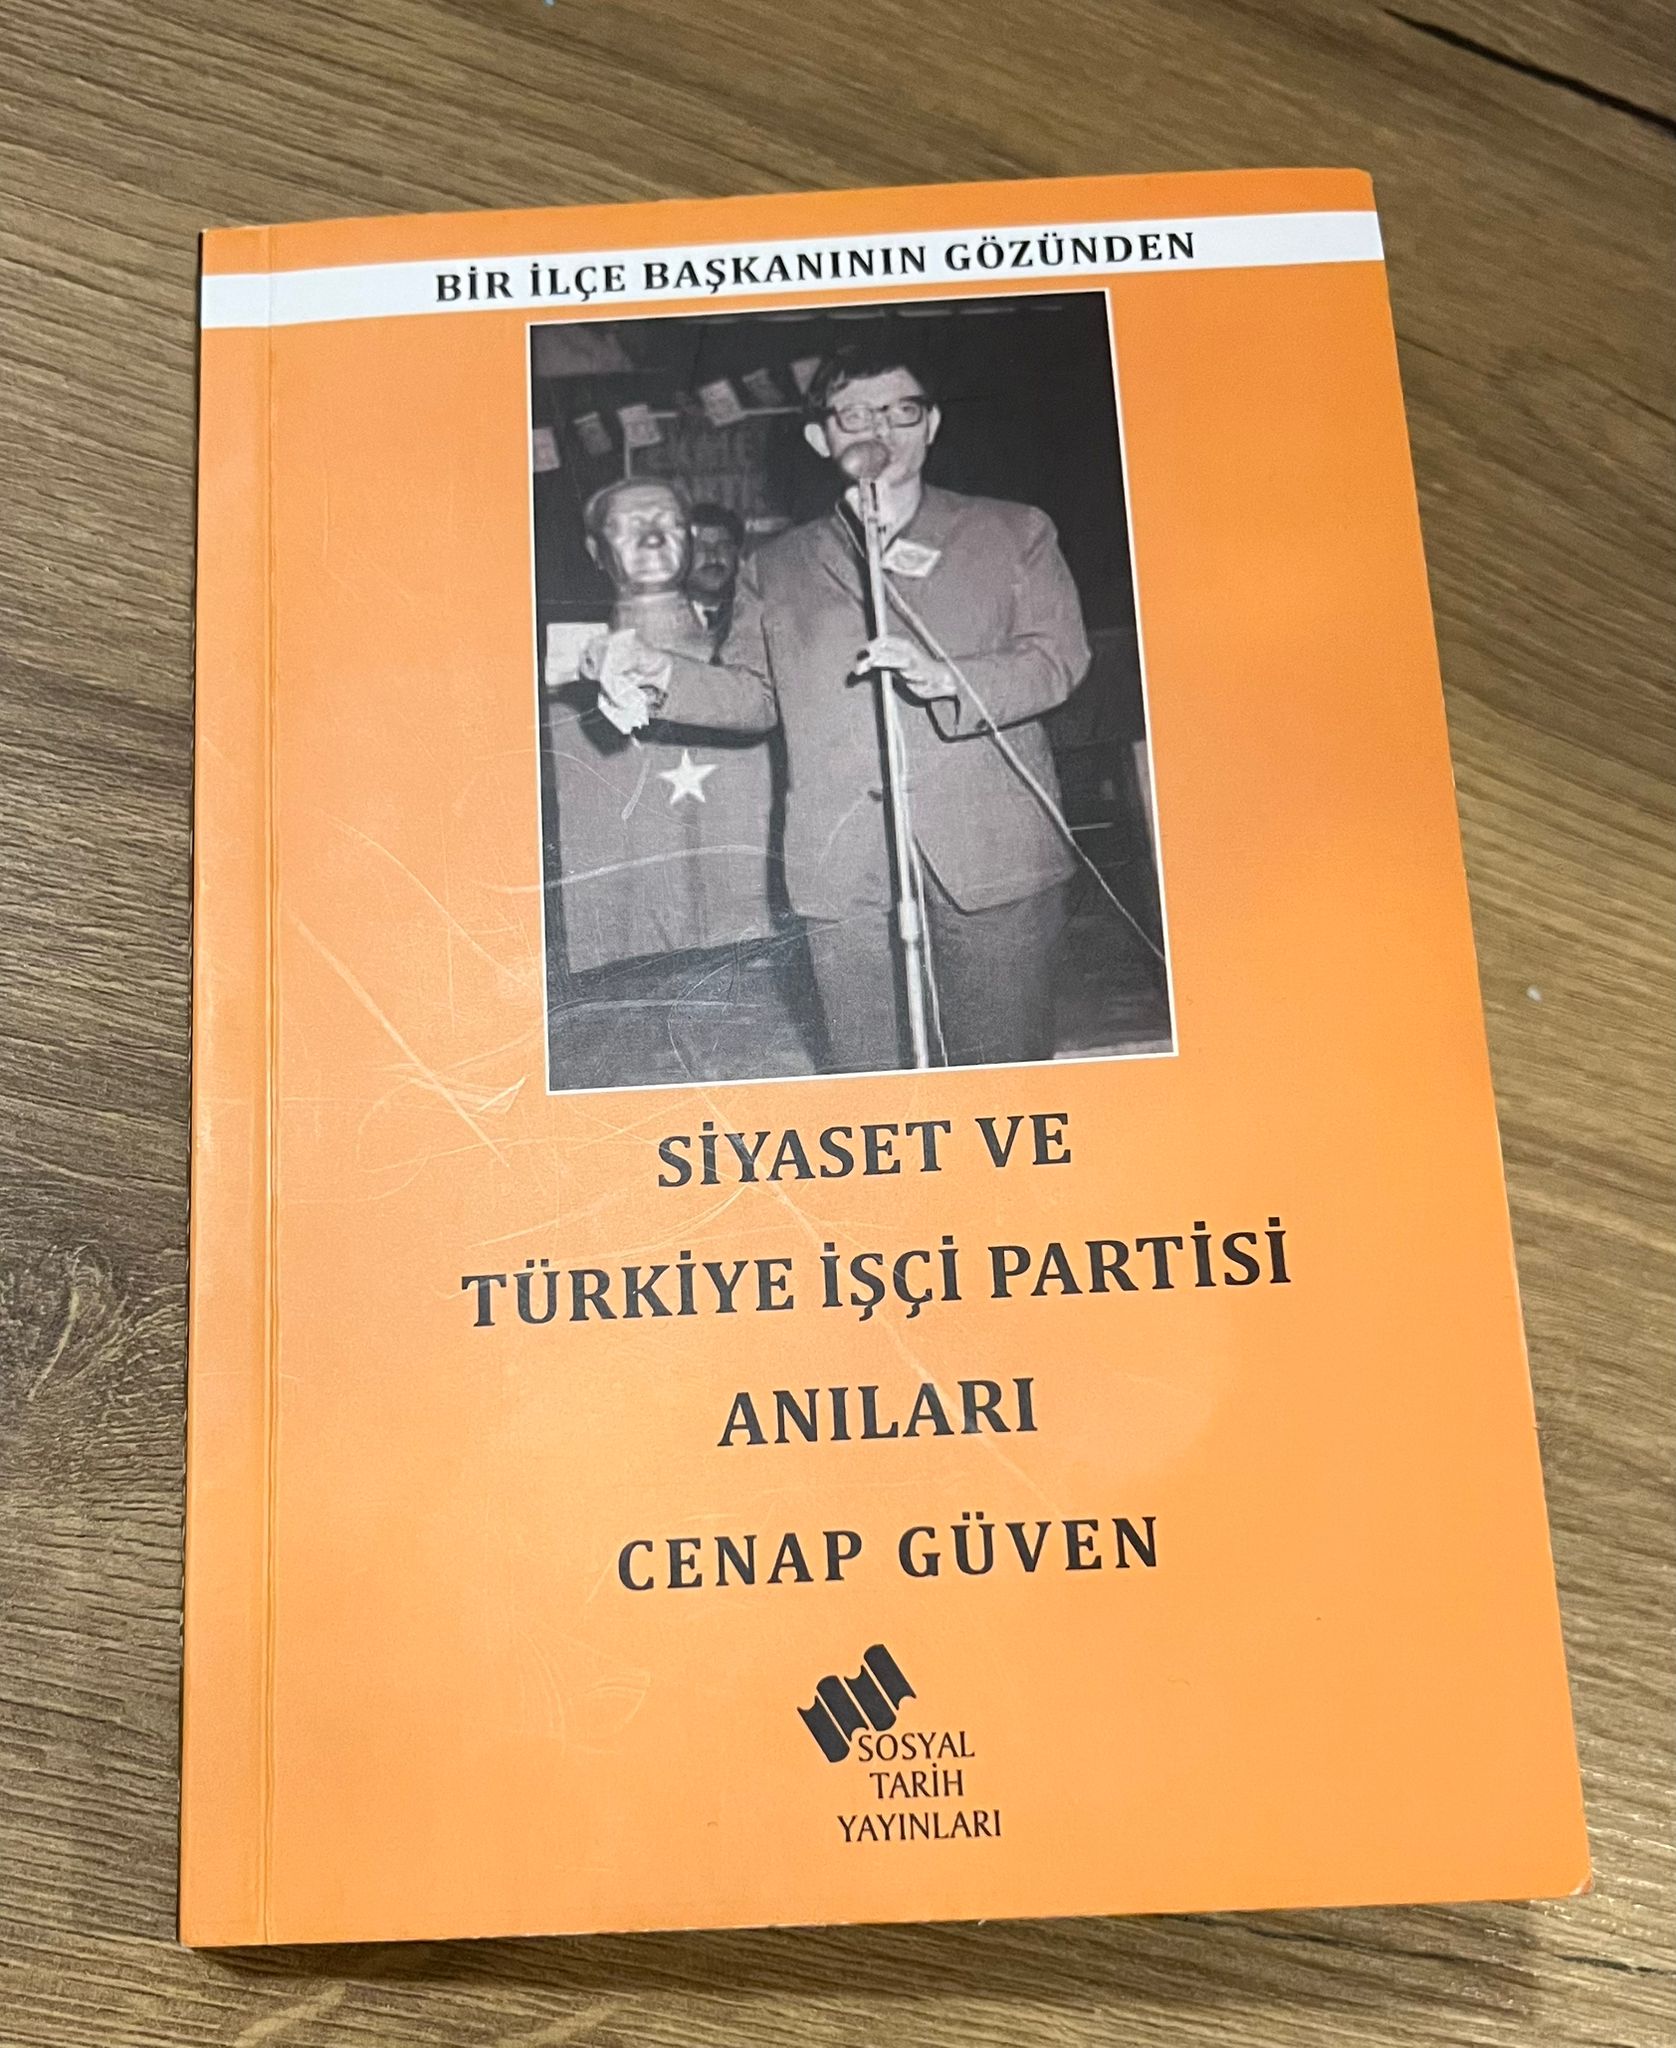 BİR İLÇE BAŞKANININ GÖZÜNDEN
SİYASET VE
TÜRKİYE İŞÇİ PARTİSİ
ANILARI
CENAP GÜVEN
SOSYAL
TARİH
YAYINLARI